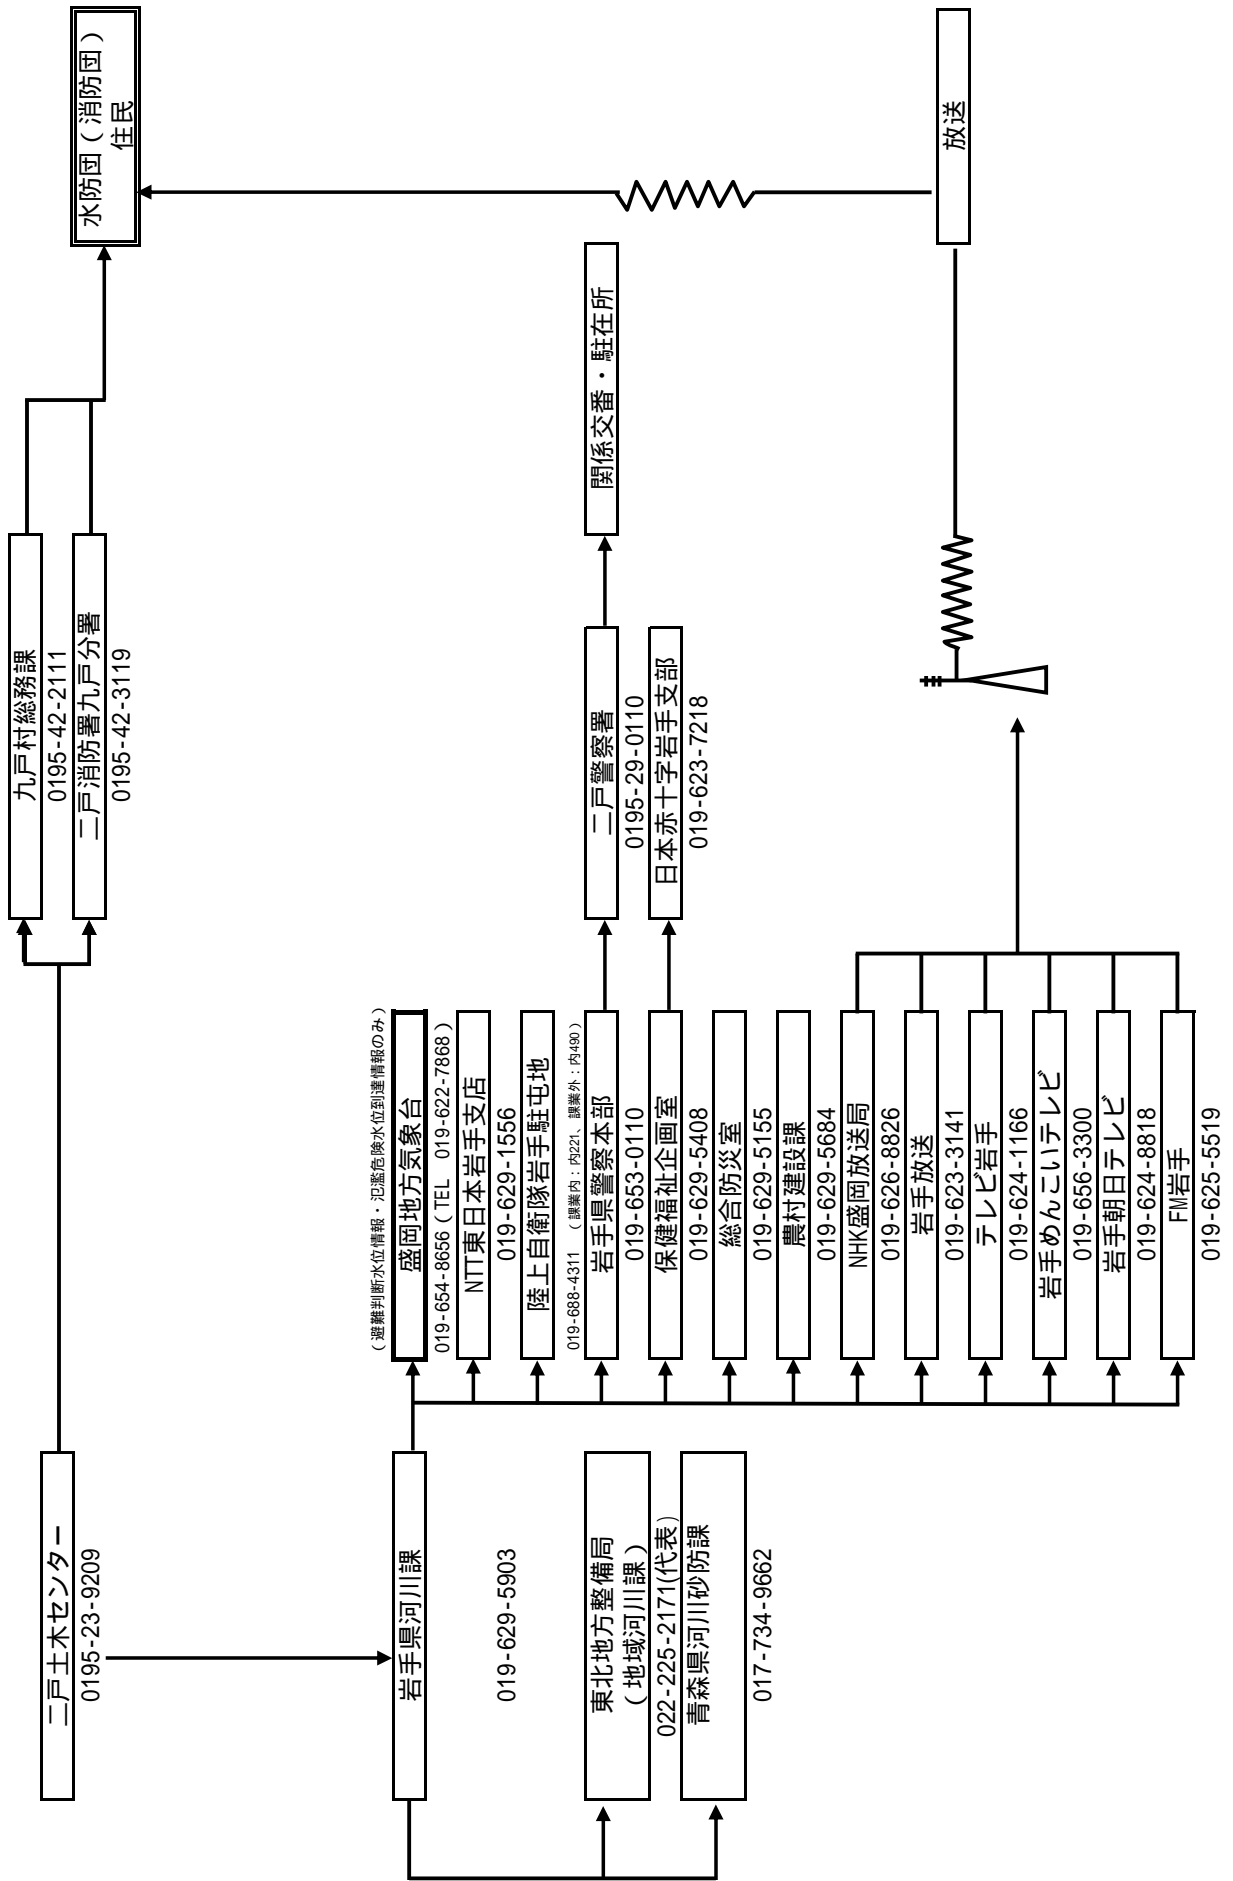 二戸土木センター
0195-23-9209
九戸村総務課
0195-42-2111
二戸消防署九戸分署
0195-42-3119
水防団（消防団）
住民
岩手県河川課
019-629-5903
東北地方整備局
（地域河川課）
022-225-2171(代表)
青森県河川砂防課
017-734-9662
（避難判断水位情報・氾濫危険水位到達情報のみ）
盛岡地方気象台
019-654-8656（TEL 019-622-7868）
NTT東日本岩手支店
019-629-1556
陸上自衛隊岩手駐屯地
019-688-4311 （課業内：内221、課業外：内490）
岩手県警察本部
019-653-0110
保健福祉企画室
019-629-5408
総合防災室
019-629-5155
農村建設課
019-629-5684
NHK盛岡放送局
019-626-8826
岩手放送
019-623-3141
テレビ岩手
019-624-1166
岩手めんこいテレビ
019-656-3300
岩手朝日テレビ
019-624-8818
FM岩手
019-625-5519
二戸警察署
0195-29-0110
日本赤十字岩手支部
019-623-7218
関係交番・駐在所
放送